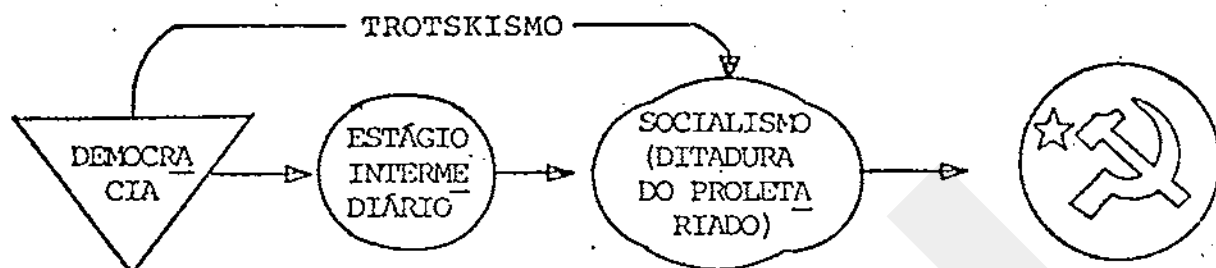 TROTSKISMO
DEMOCRA
CIA
ESTÁGIO
INTERME
DIÁRIO
SOCIALISMO
(DITADURA
DO PROLETA
RIADO)